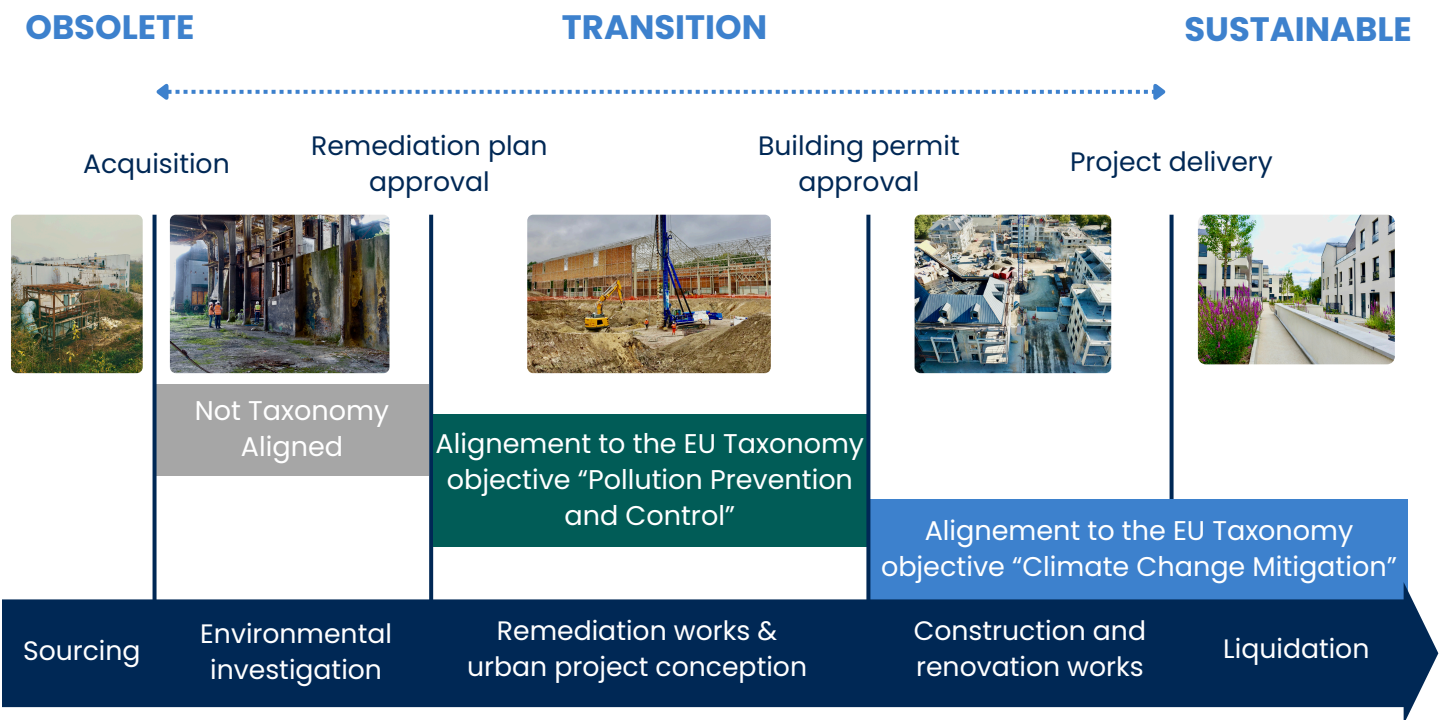 OBSOLETE
TRANSITION
SUSTAINABLE
Acquisition
Remediation plan
approval
Building permit
approval
Project delivery
Not Taxonomy
Aligned
Alignement to the EU Taxonomy
objective “Pollution Prevention
and Control”
Alignement to the EU Taxonomy
objective “Climate Change Mitigation”
Sourcing
Environmental
investigation
Remediation works &
urban project conception
Construction and
renovation works
Liquidation